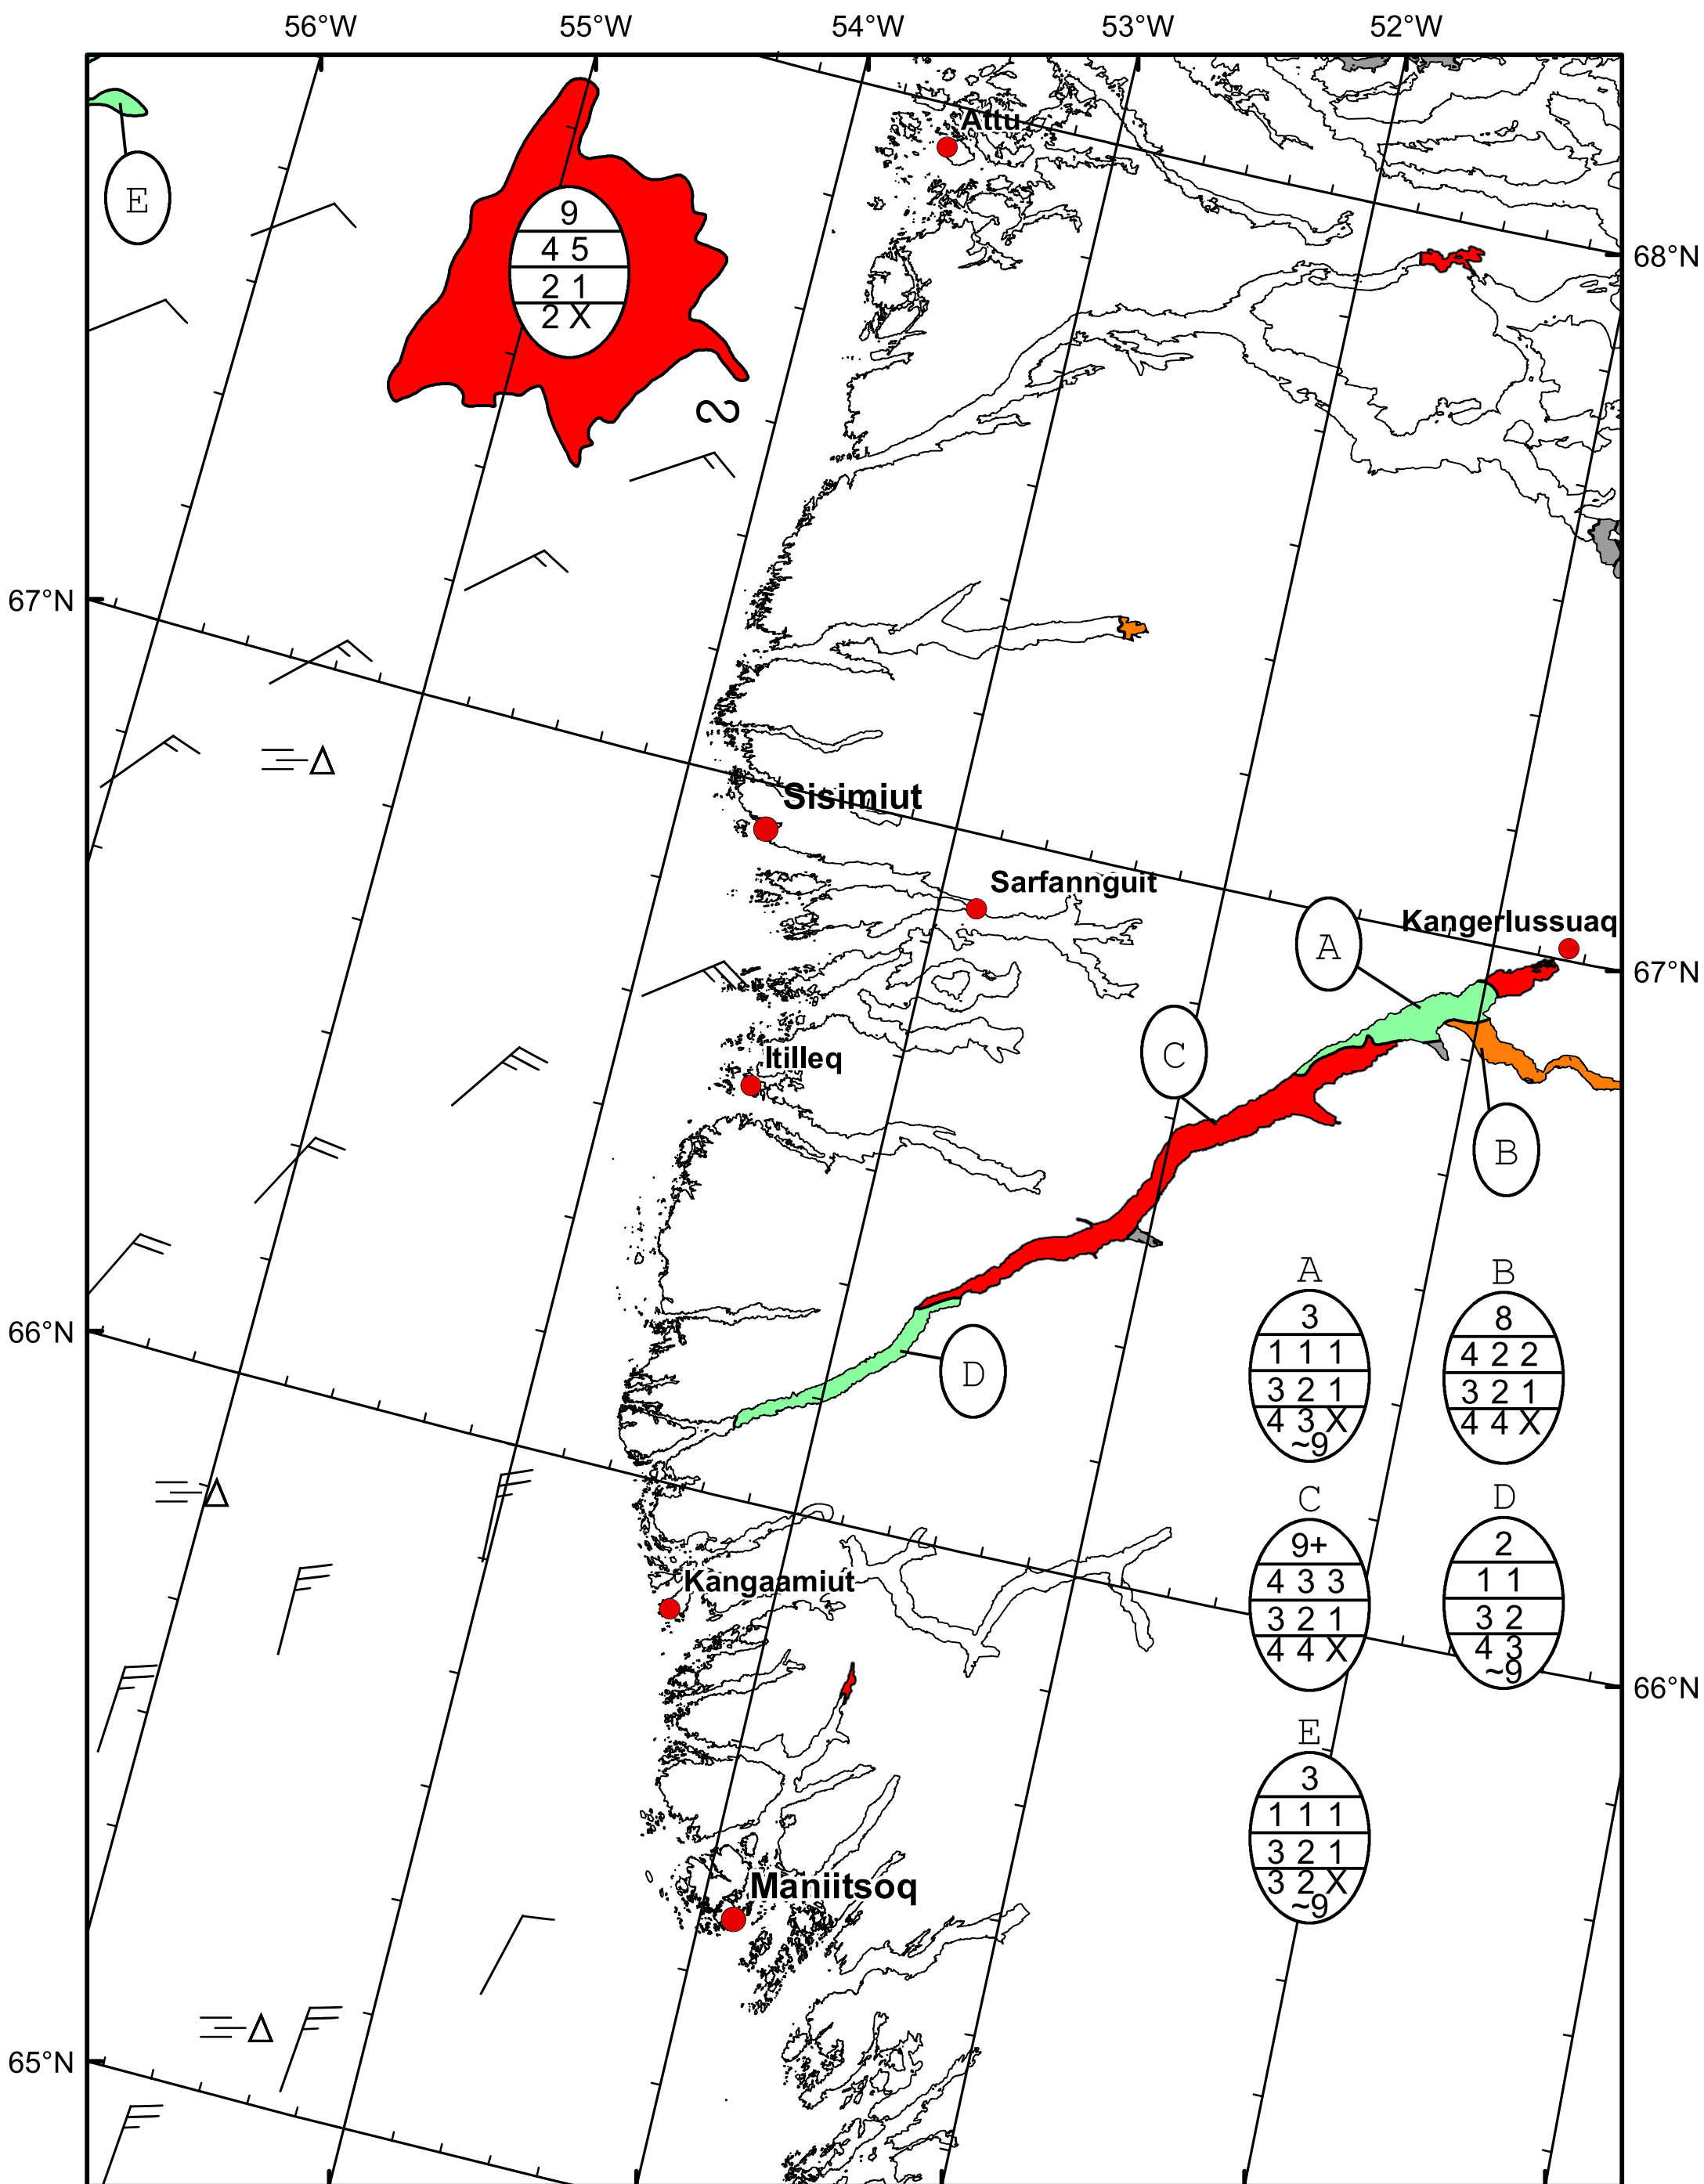 56°W 55°W 54°W 53°W 52°W
Attu
E
9
4 5
2 1
2 X
68°N
67°N
Sisimiut
Sarfannguit
Kangerlussuaq
A
67°N
C
Itilleq
B
66°N
D
A
3
1 1 1
3 2 1
4 3 X
~9
B
8
4 2 2
3 2 1
4 4 X
C
9+
4 3 3
3 2 1
4 4 X
D
2
1 1
3 2
4 3
~9
Kangaamiut
66°N
E
3
1 1 1
3 2 1
3 2 X
~9
Maniitsoq
65°N